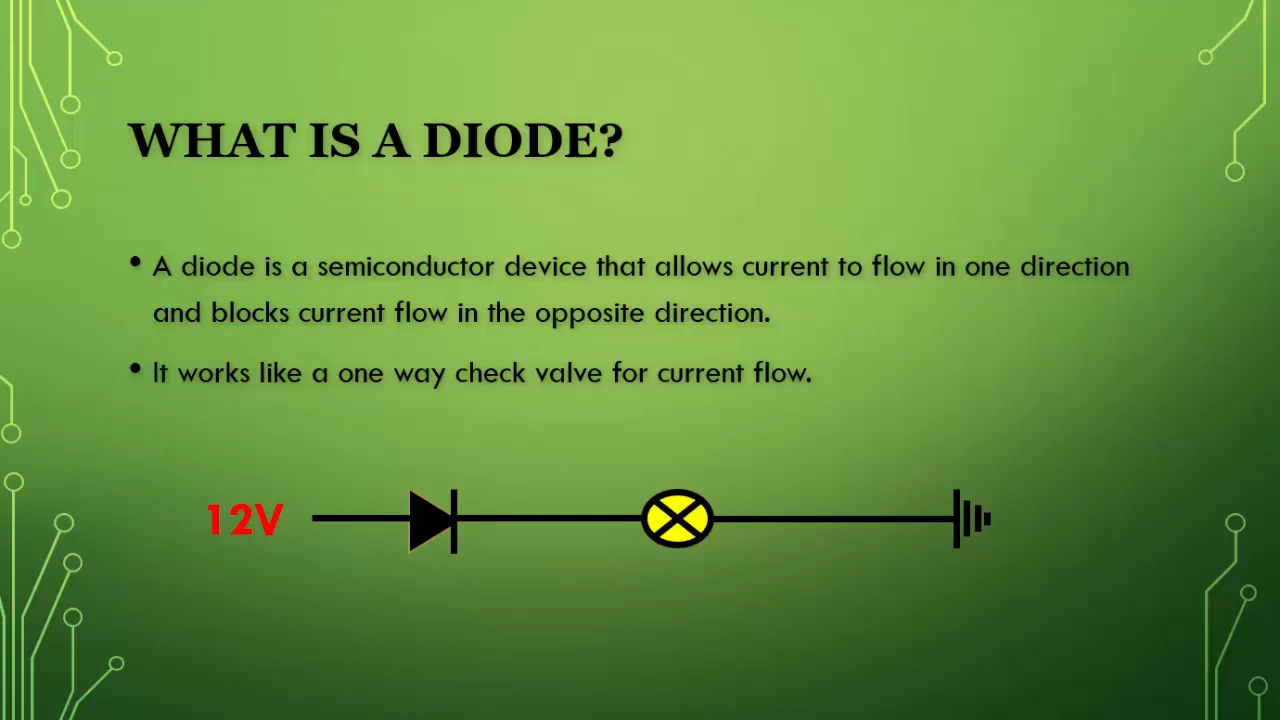 WHAT IS A DIODE?
• A diode is a semiconductor device that allows current to flow in one direction
and blocks current flow in the opposite direction.
• It works like a one way check valve for current flow.
12V